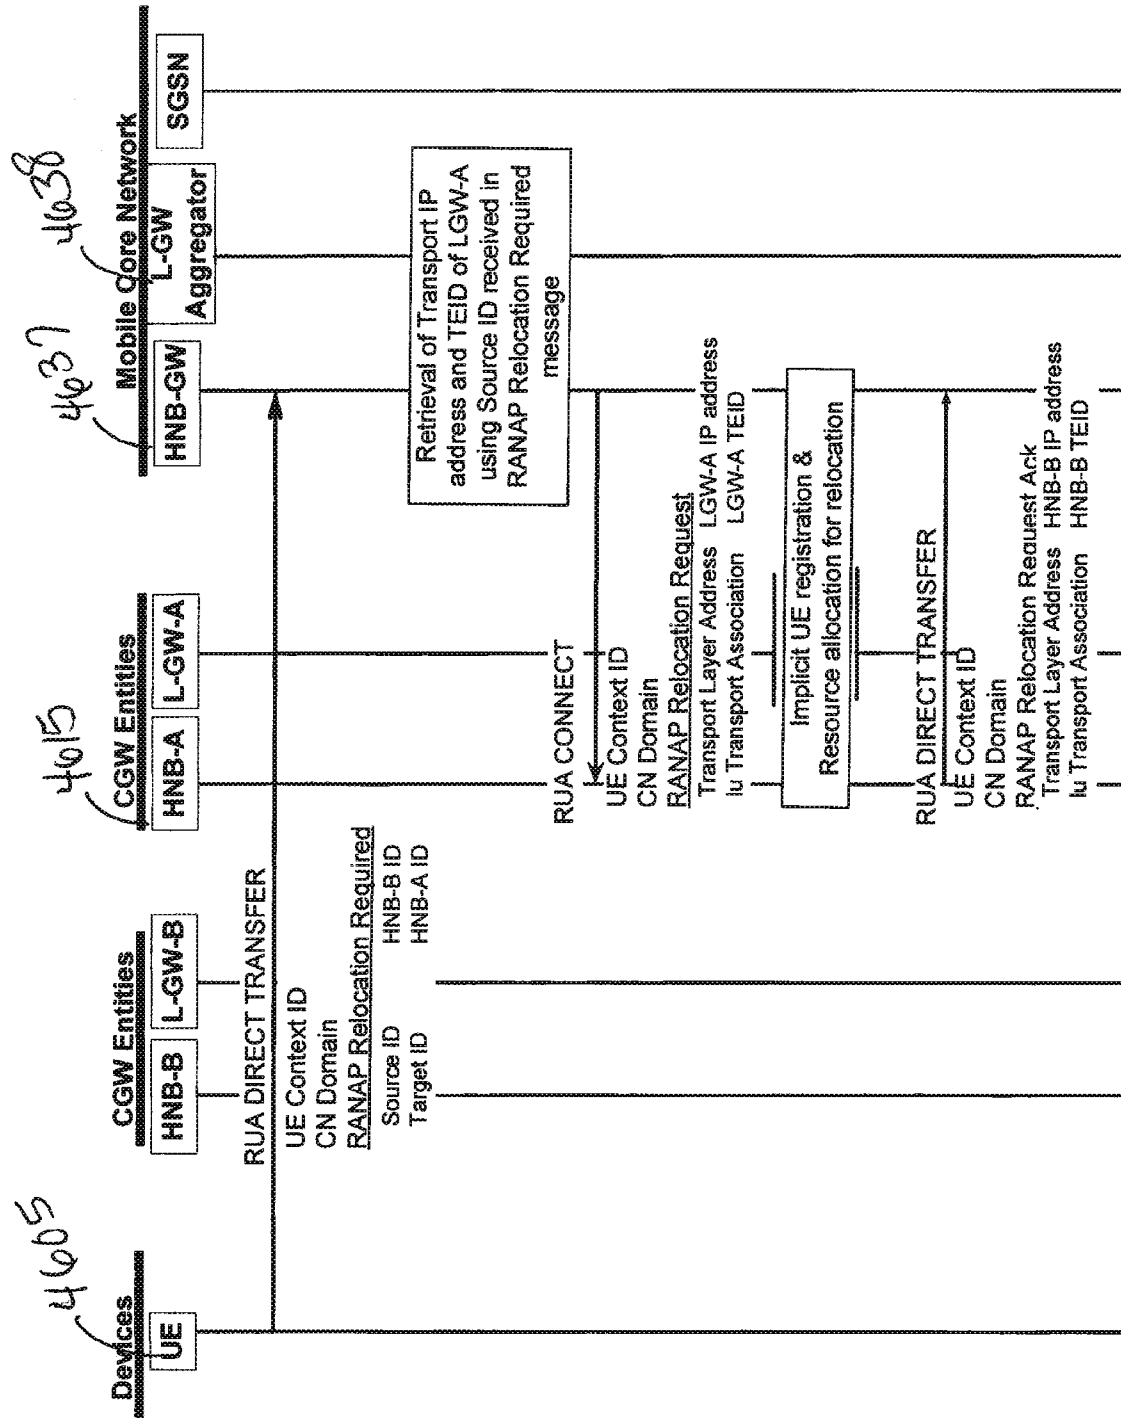 4605
4615
4637
4638
Devices
CGW Entities
CGW Entities
Mobile Core Network
UE
HNB-B
L-GW-B
HNB-A
L-GW-A
HNB-GW
L-GW
Aggregator
SGSN
RUA DIRECT TRANSFER
UE Context ID
CN Domain
RANAP Relocation Required
Source ID HNB-B ID
Target ID HNB-A ID
Retrieval of Transport IP
address and TEID of LGW-A
using Source ID received in
RANAP Relocation Required
message
RUA CONNECT
UE Context ID
CN Domain
RANAP Relocation Request
Transport Layer Address LGW-A IP address
Iu Transport Association LGW-A TEID
Implicit UE registration &
Resource allocation for relocation
RUA DIRECT TRANSFER
UE Context ID
CN Domain
RANAP Relocation Request Ack
Transport Layer Address HNB-B IP address
Iu Transport Association HNB-B TEID